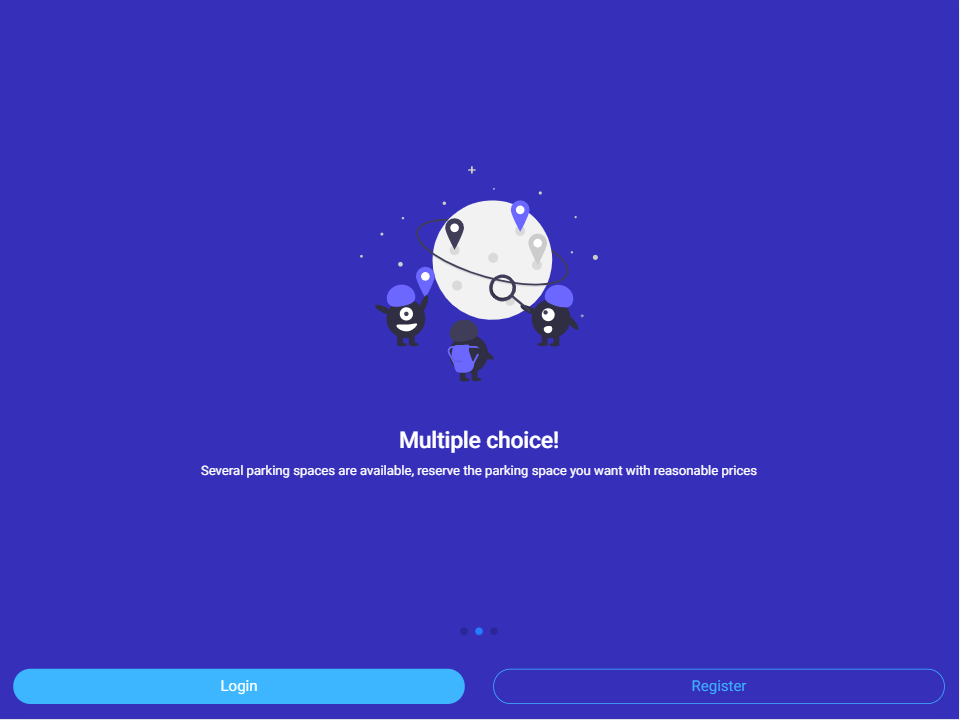 Multiple choice!
Several parking spaces are available, reserve the parking space you want with reasonable prices
Login
Register